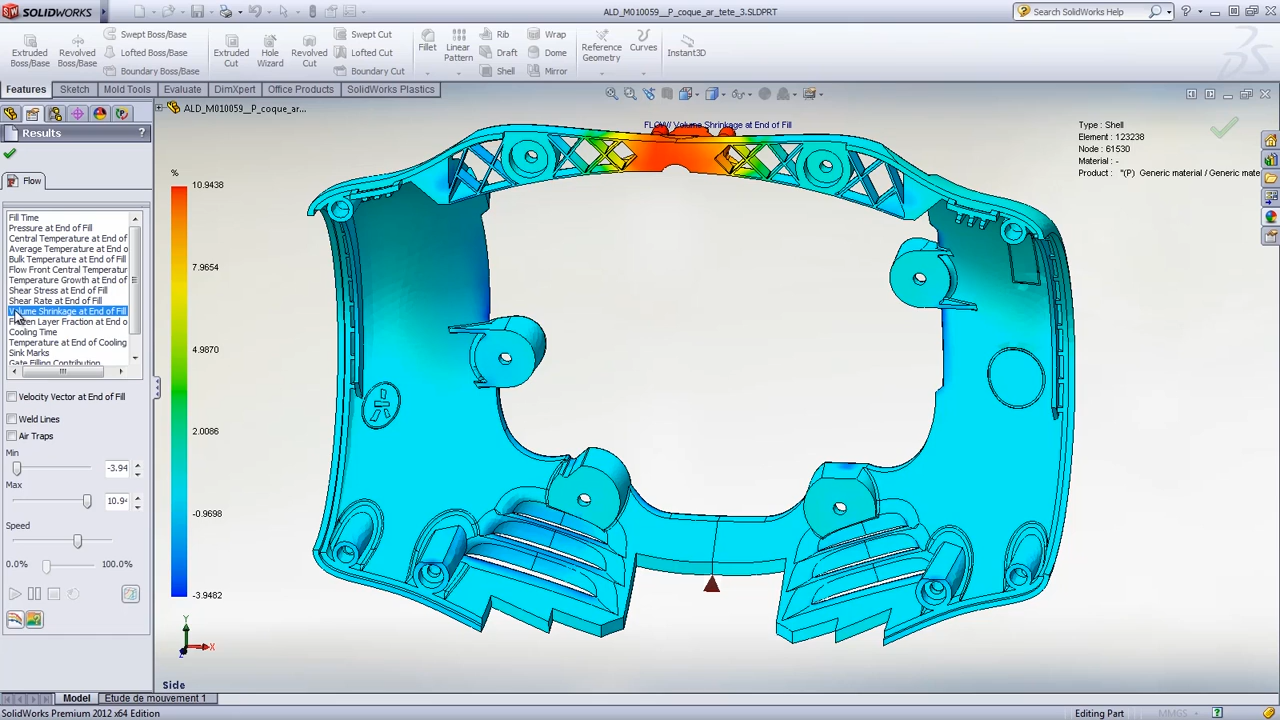 SOLIDWORKS
ALD_M010059__P_coque_ar_tete_3.SLDPRT
Search SolidWorks Help
Extruded Boss/Base
Revolved Boss/Base
Swept Boss/Base
Lofted Boss/Base
Boundary Boss/Base
Extruded Cut
Hole Wizard
Revolved Cut
Swept Cut
Lofted Cut
Boundary Cut
Fillet
Linear Pattern
Rib
Draft
Shell
Wrap
Dome
Mirror
Reference Geometry
Curves
Instant3D
Features
Sketch
Mold Tools
Evaluate
DimXpert
Office Products
SolidWorks Plastics
ALD_M010059__P_coque_ar...
Results
?
Flow
Fill Time
Pressure at End of Fill
Central Temperature at End of
Average Temperature at End o
Bulk Temperature at End of Fill
Flow Front Central Temperatur
Temperature Growth at End of
Shear Stress at End of Fill
Shear Rate at End of Fill
Volume Shrinkage at End of Fill
Frozen Layer Fraction at End o
Cooling Time
Temperature at End of Cooling
Sink Marks
Gate Filling Contribution
Velocity Vector at End of Fill
Weld Lines
Air Traps
Min
-3.94
Max
10.94
Speed
0.0%
100.0%
%
10.9438
7.9654
4.9870
2.0086
-0.9698
-3.9482
FLOW/ Volume Shrinkage at End of Fill
Type : Shell
Element : 123238
Node : 61530
Material : -
Product : "(P) Generic material / Generic mate
Y
X
Z
Side
Model
Etude de mouvement 1
SolidWorks Premium 2012 x64 Edition
Editing Part
MMGS